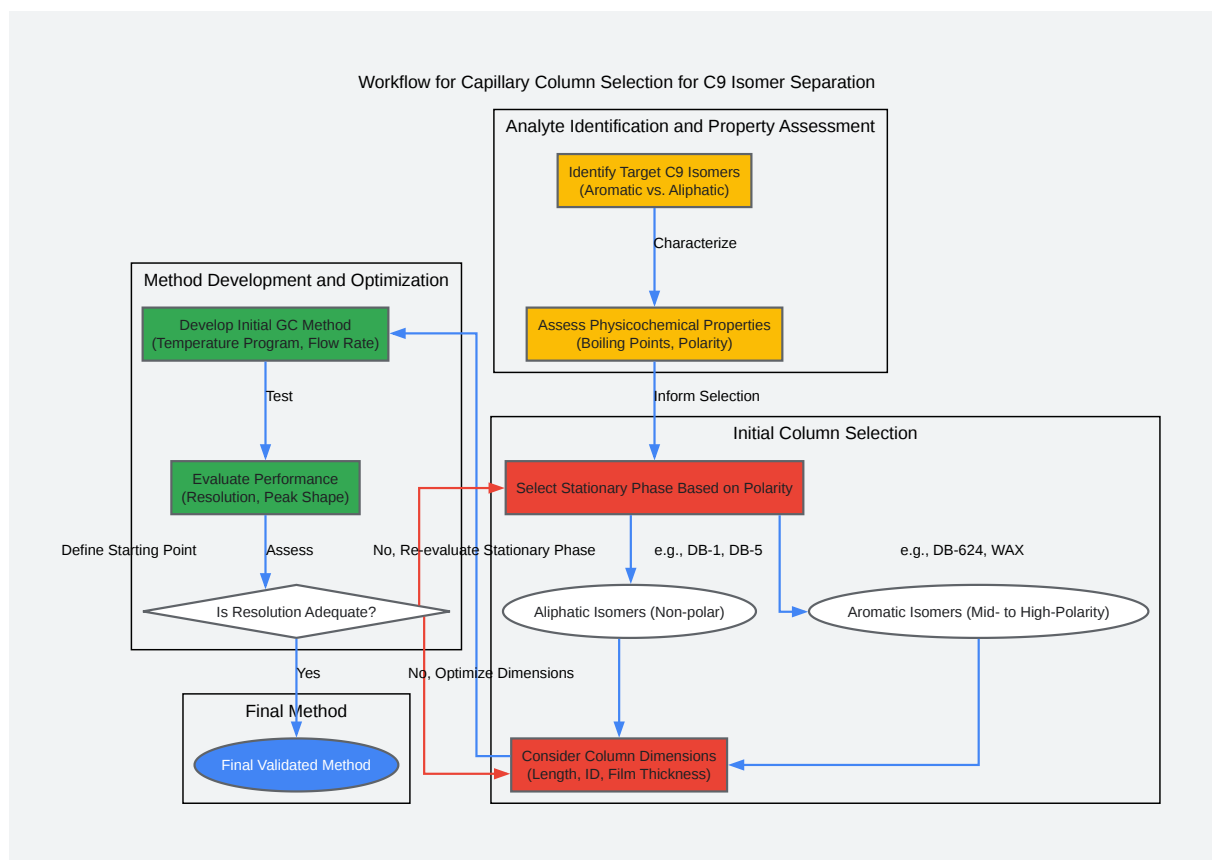 Workflow for Capillary Column Selection for C9 Isomer Separation
Analyte Identification and Property Assessment
Identify Target C9 Isomers
(Aromatic vs. Aliphatic)
Characterize
Assess Physicochemical Properties
(Boiling Points, Polarity)
Inform Selection
Initial Column Selection
Select Stationary Phase Based on Polarity
e.g., DB-1, DB-5
e.g., DB-624, WAX
Aliphatic Isomers (Non-polar)
Aromatic Isomers (Mid- to High-Polarity)
Consider Column Dimensions
(Length, ID, Film Thickness)
Method Development and Optimization
Develop Initial GC Method
(Temperature Program, Flow Rate)
Test
Evaluate Performance
(Resolution, Peak Shape)
Define Starting Point
Assess
No, Re-evaluate Stationary Phase
Is Resolution Adequate?
Yes
No, Optimize Dimensions
Final Method
Final Validated Method